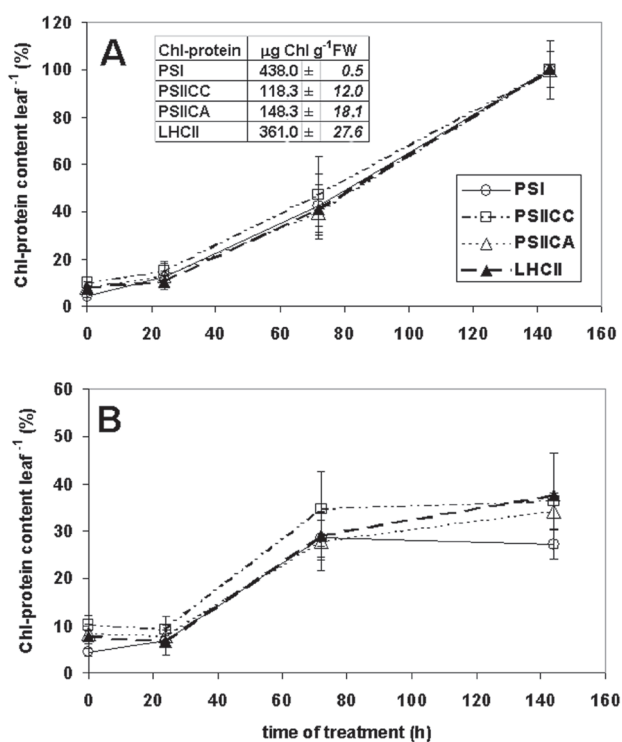 A
Chl-protein μg Chl g⁻¹FW
PSI 438.0 ± 0.5
PSIICC 118.3 ± 12.0
PSIICA 148.3 ± 18.1
LHCII 361.0 ± 27.6
Chl-protein content leaf⁻¹ (%)
120
100
80
60
40
20
0
PSI
PSIICC
PSIICA
LHCII
0 20 40 60 80 100 120 140 160
B
Chl-protein content leaf⁻¹ (%)
60
50
40
30
20
10
0
0 20 40 60 80 100 120 140 160
time of treatment (h)